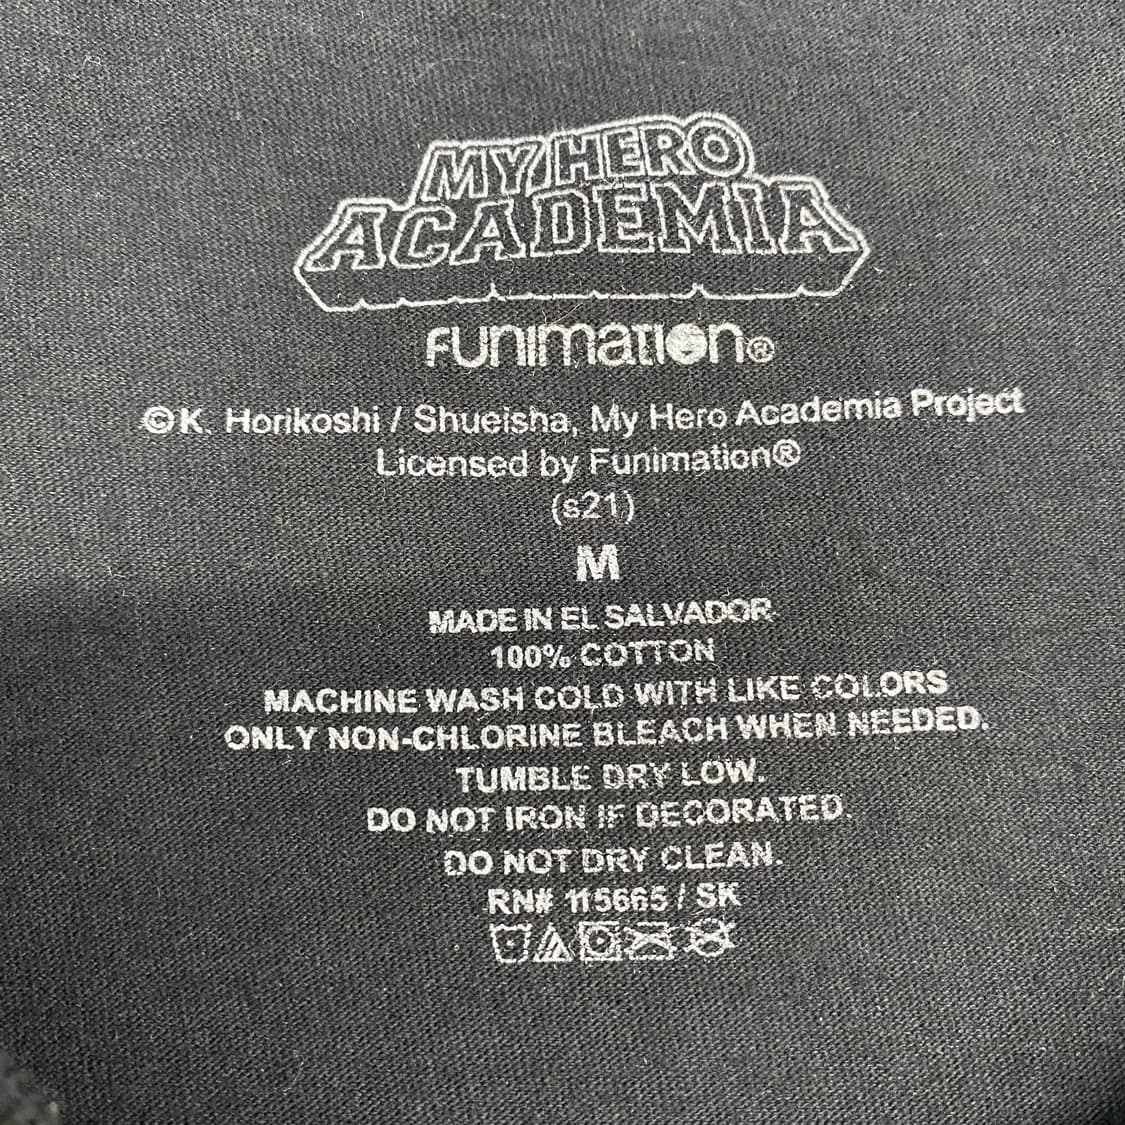 MY HERO
ACADEMIA
FUNIMATION®
©K. Horikoshi / Shueisha, My Hero Academia Project
Licensed by Funimation®
(s21)
M
MADE IN EL SALVADOR
100% COTTON
MACHINE WASH COLD WITH LIKE COLORS
ONLY NON-CHLORINE BLEACH WHEN NEEDED.
TUMBLE DRY LOW.
DO NOT IRON IF DECORATED.
DO NOT DRY CLEAN.
RN# 115665 / SK